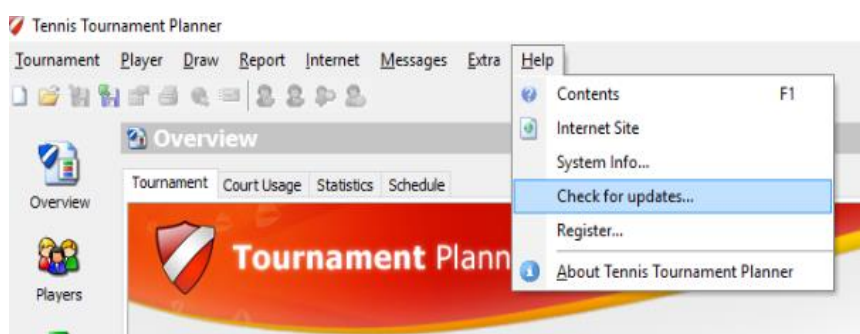 Tennis Tournament Planner
Tournament Player Draw Report Internet Messages Extra Help
Contents F1
Overview
Internet Site
System Info...
Tournament Court Usage Statistics Schedule
Check for updates...
Overview
Register...
Tournament Plann
About Tennis Tournament Planner
Players